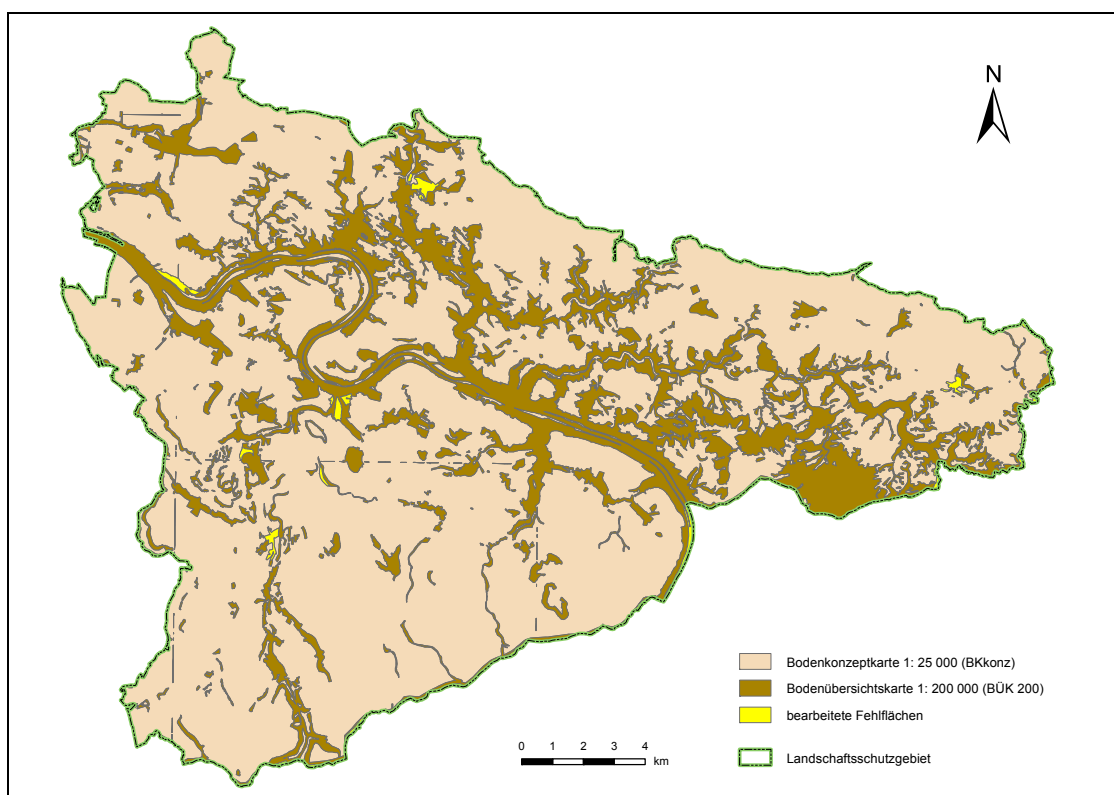 N
Bodenkonzeptkarte 1: 25 000 (BKkonz)
Bodenübersichtskarte 1: 200 000 (BÜK 200)
bearbeitete Fehlflächen
Landschaftsschutzgebiet
0 1 2 3 4
km